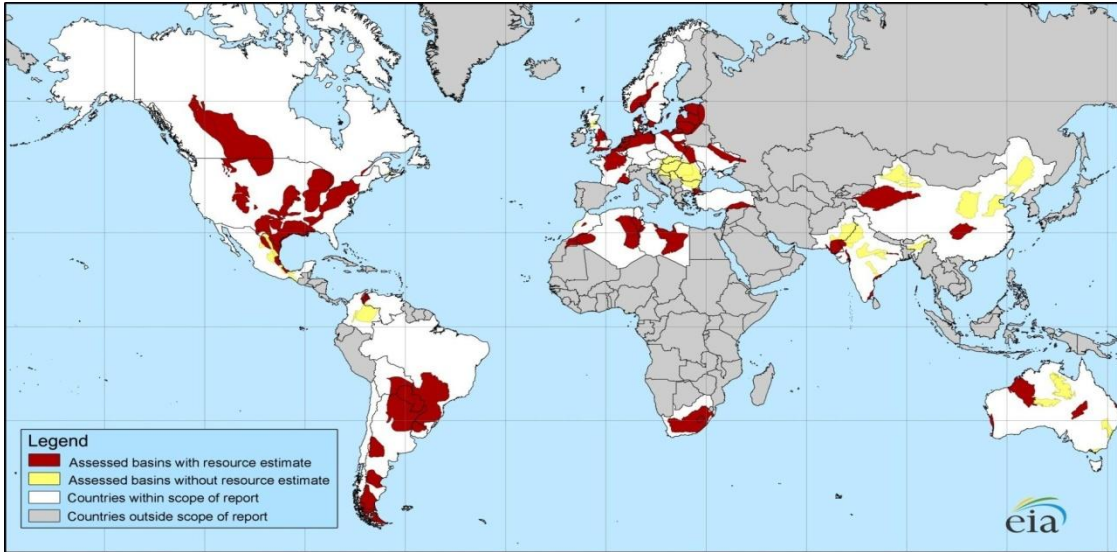 Legend
Assessed basins with resource estimate
Assessed basins without resource estimate
Countries within scope of report
Countries outside scope of report
eia